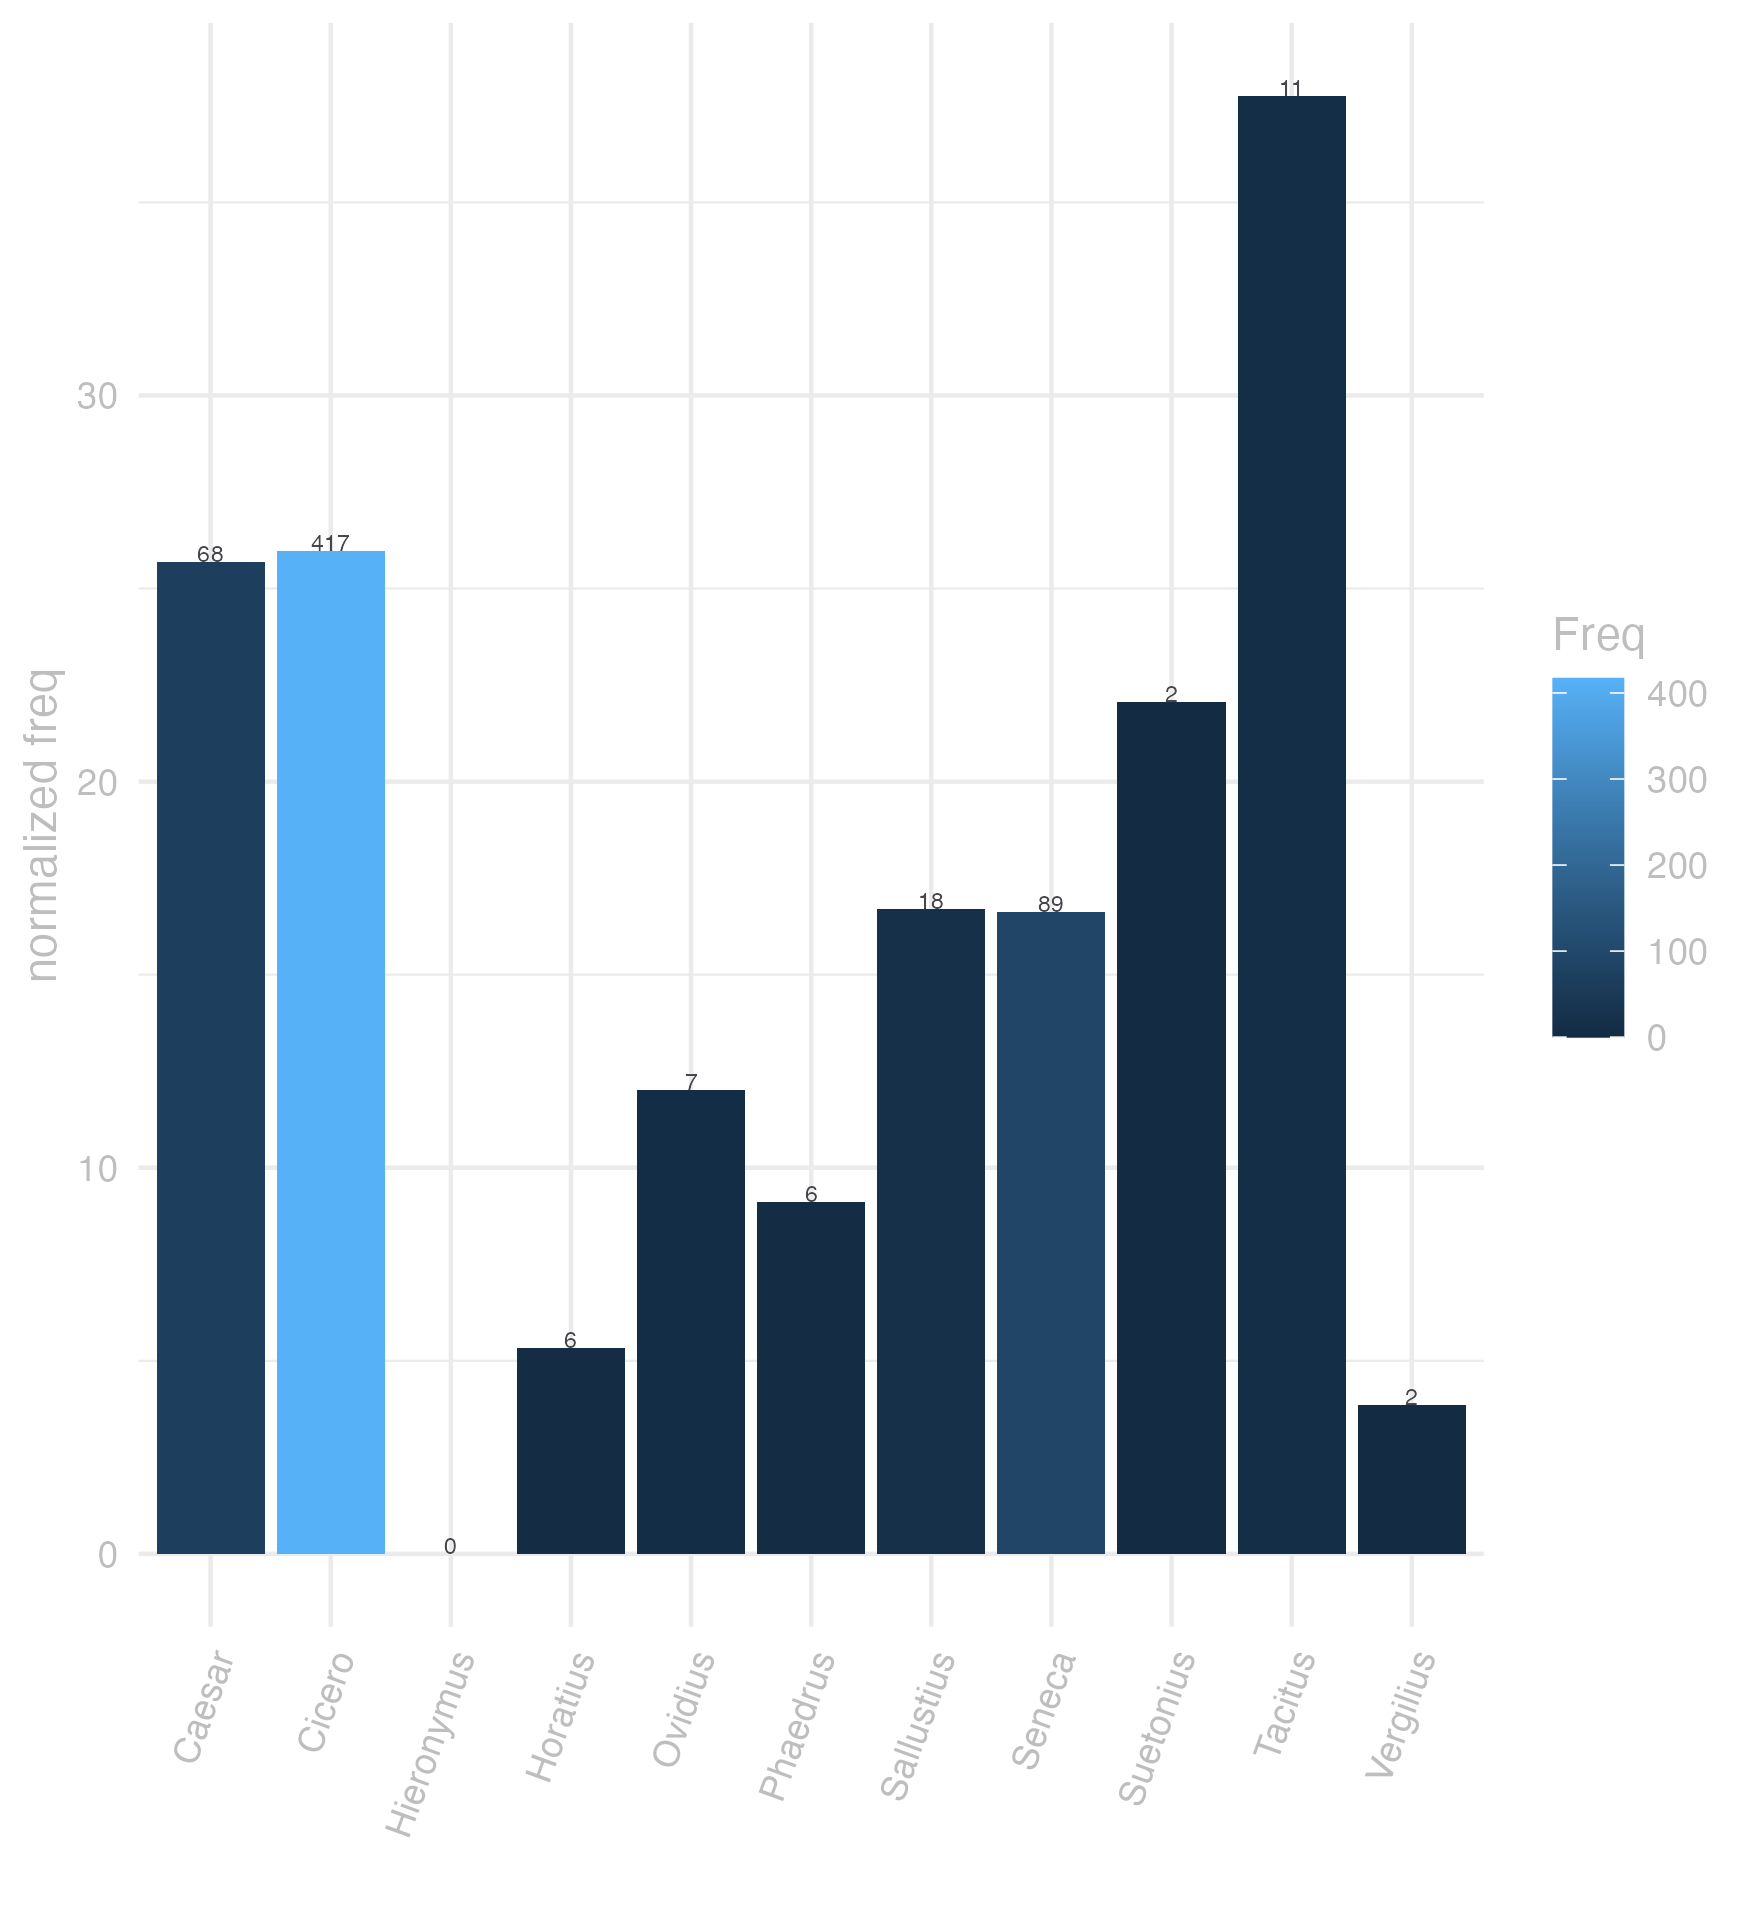 11
30
68
417
normalized freq
Freq
400
300
200
100
0
2
20
18
89
7
10
6
6
2
0
0
Caesar
Cicero
Hieronymus
Horatius
Ovidius
Phaedrus
Sallustius
Seneca
Suetonius
Tacitus
Vergilius